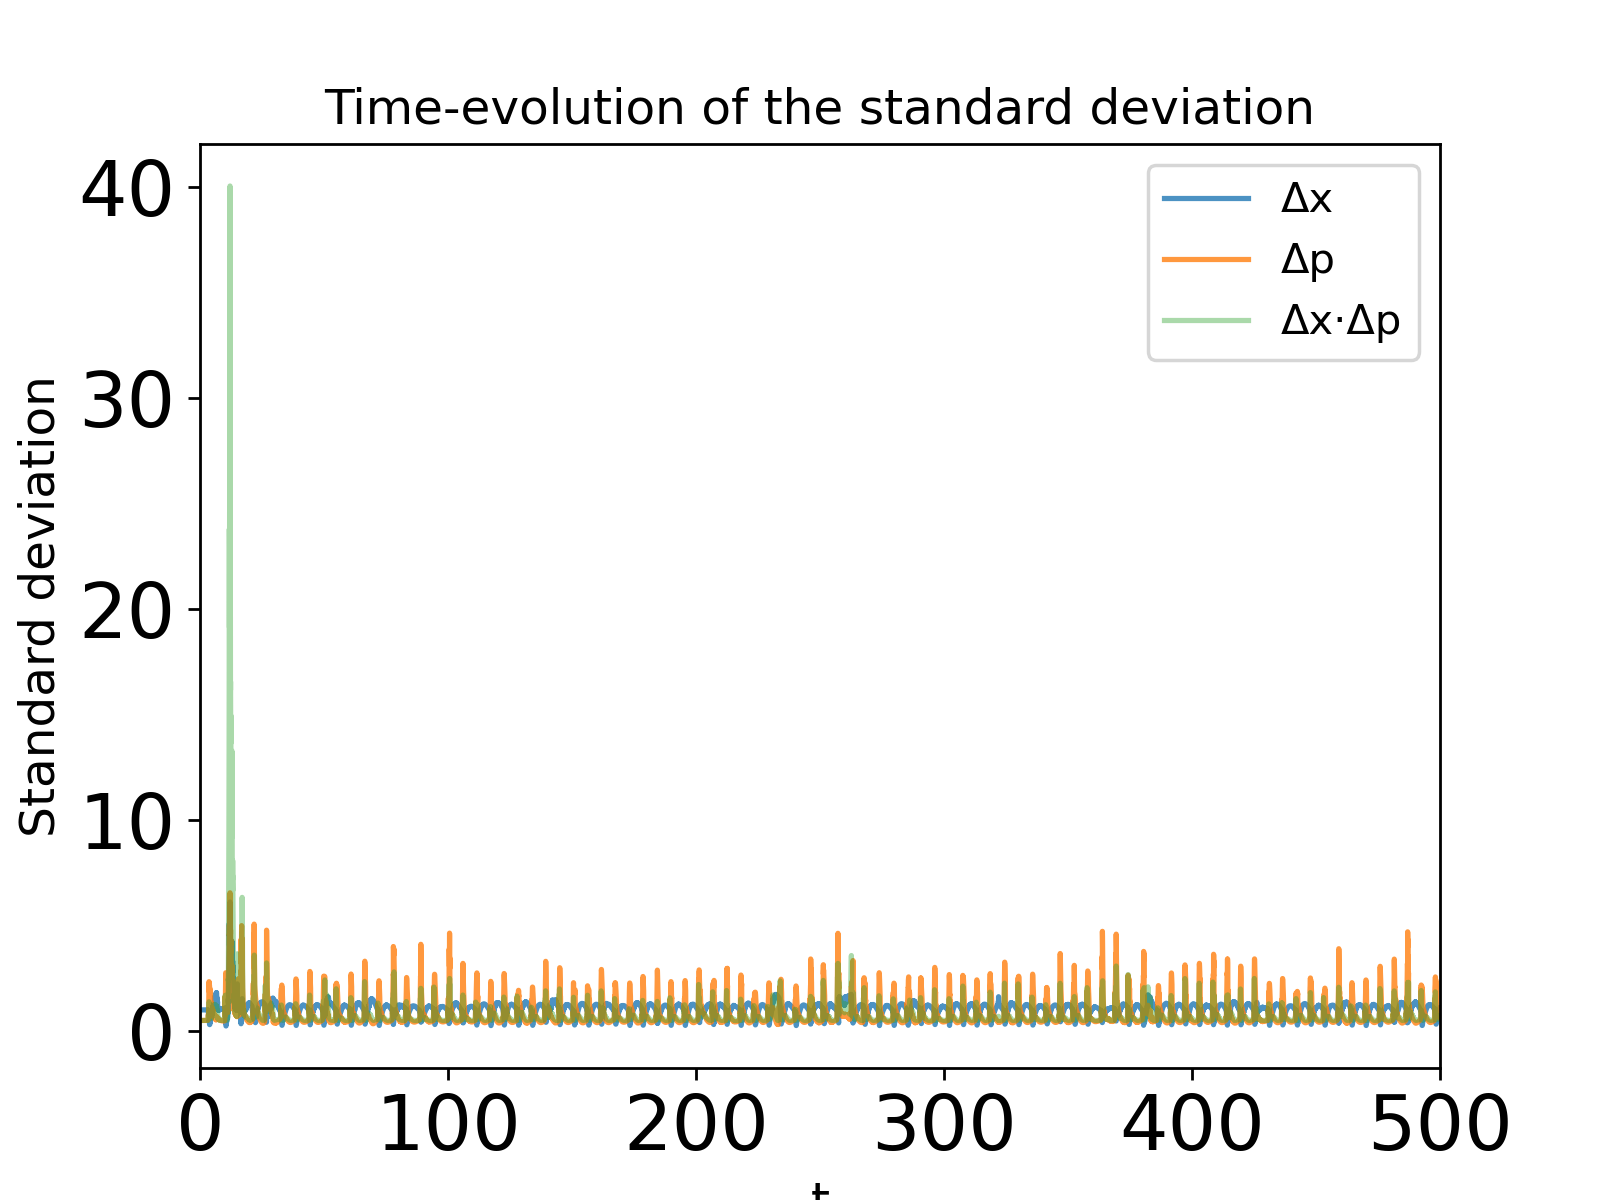 Time-evolution of the standard deviation
Standard deviation
40
30
20
10
0
Δx
Δp
Δx·Δp
0 100 200 300 400 500
t